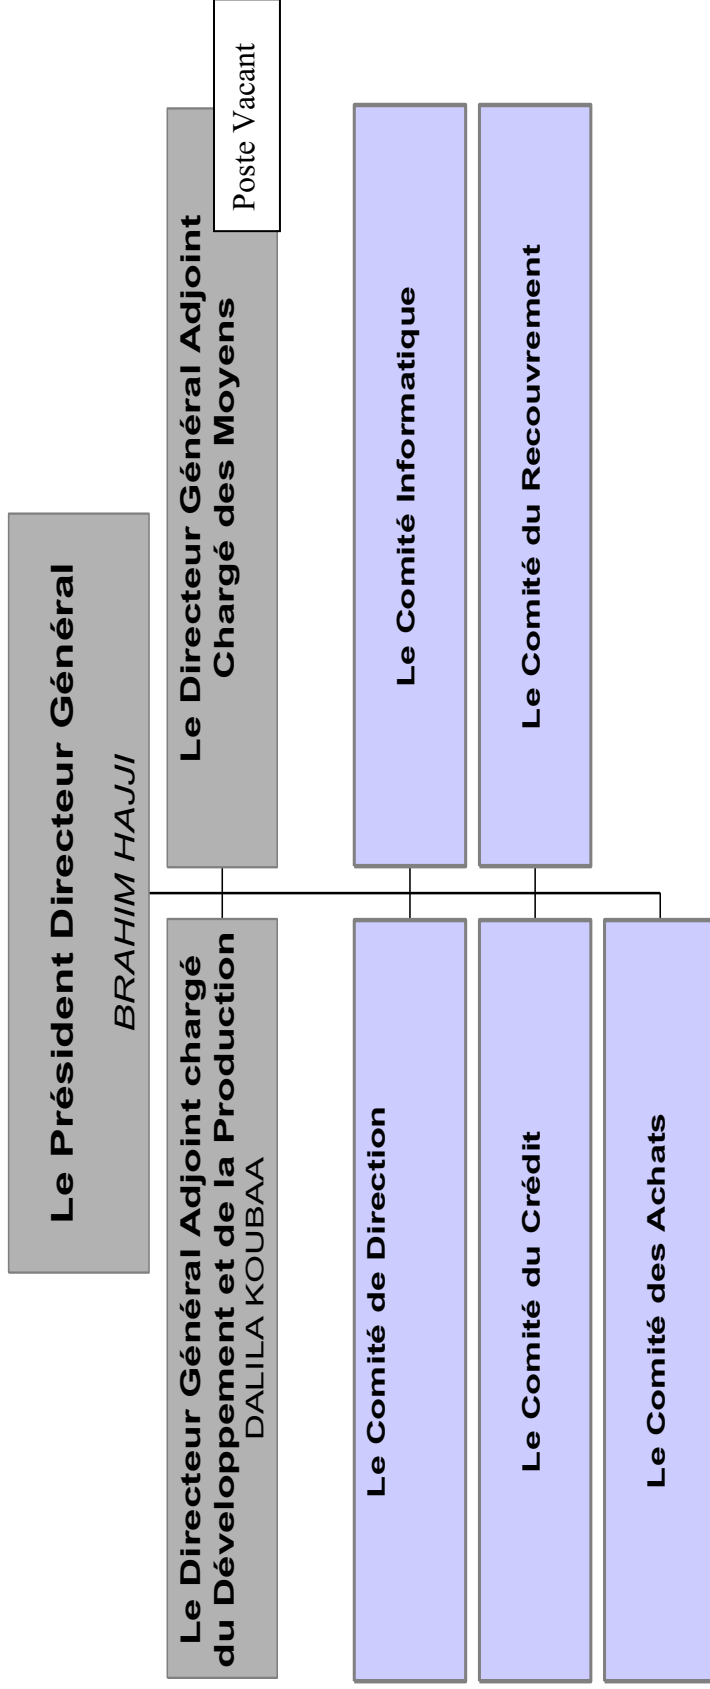 Le Président Directeur Général
BRAHIM HAJJI
Le Directeur Général Adjoint chargé
du Développement et de la Production
DALILA KOUBAA
Le Directeur Général Adjoint
Chargé des Moyens
Poste Vacant
Le Comité de Direction
Le Comité Informatique
Le Comité du Crédit
Le Comité du Recouvrement
Le Comité des Achats